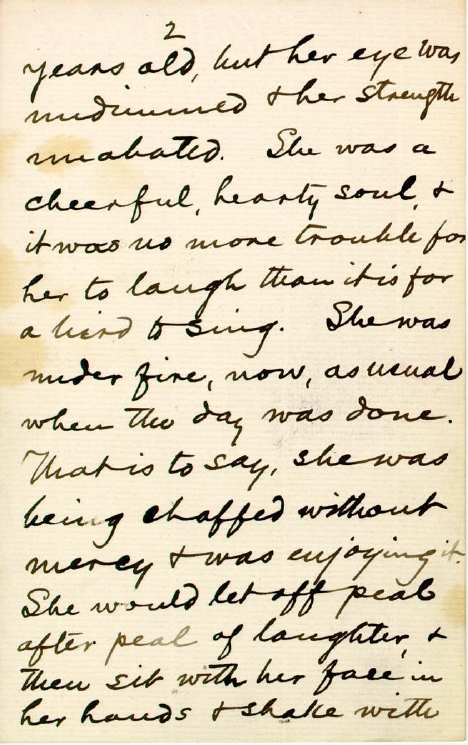 2
years old, but her eye was
undimmed & her strength
unabated. She was a
cheerful, hearty soul, &
it was no more trouble for
her to laugh than it is for
a bird to sing. She was
under fire, now, as usual
when the day was done.
That is to say, she was
being chaffed without
mercy & was enjoying it.
She would let off peal
after peal of laughter, &
then sit with her face in
her hands & shake with